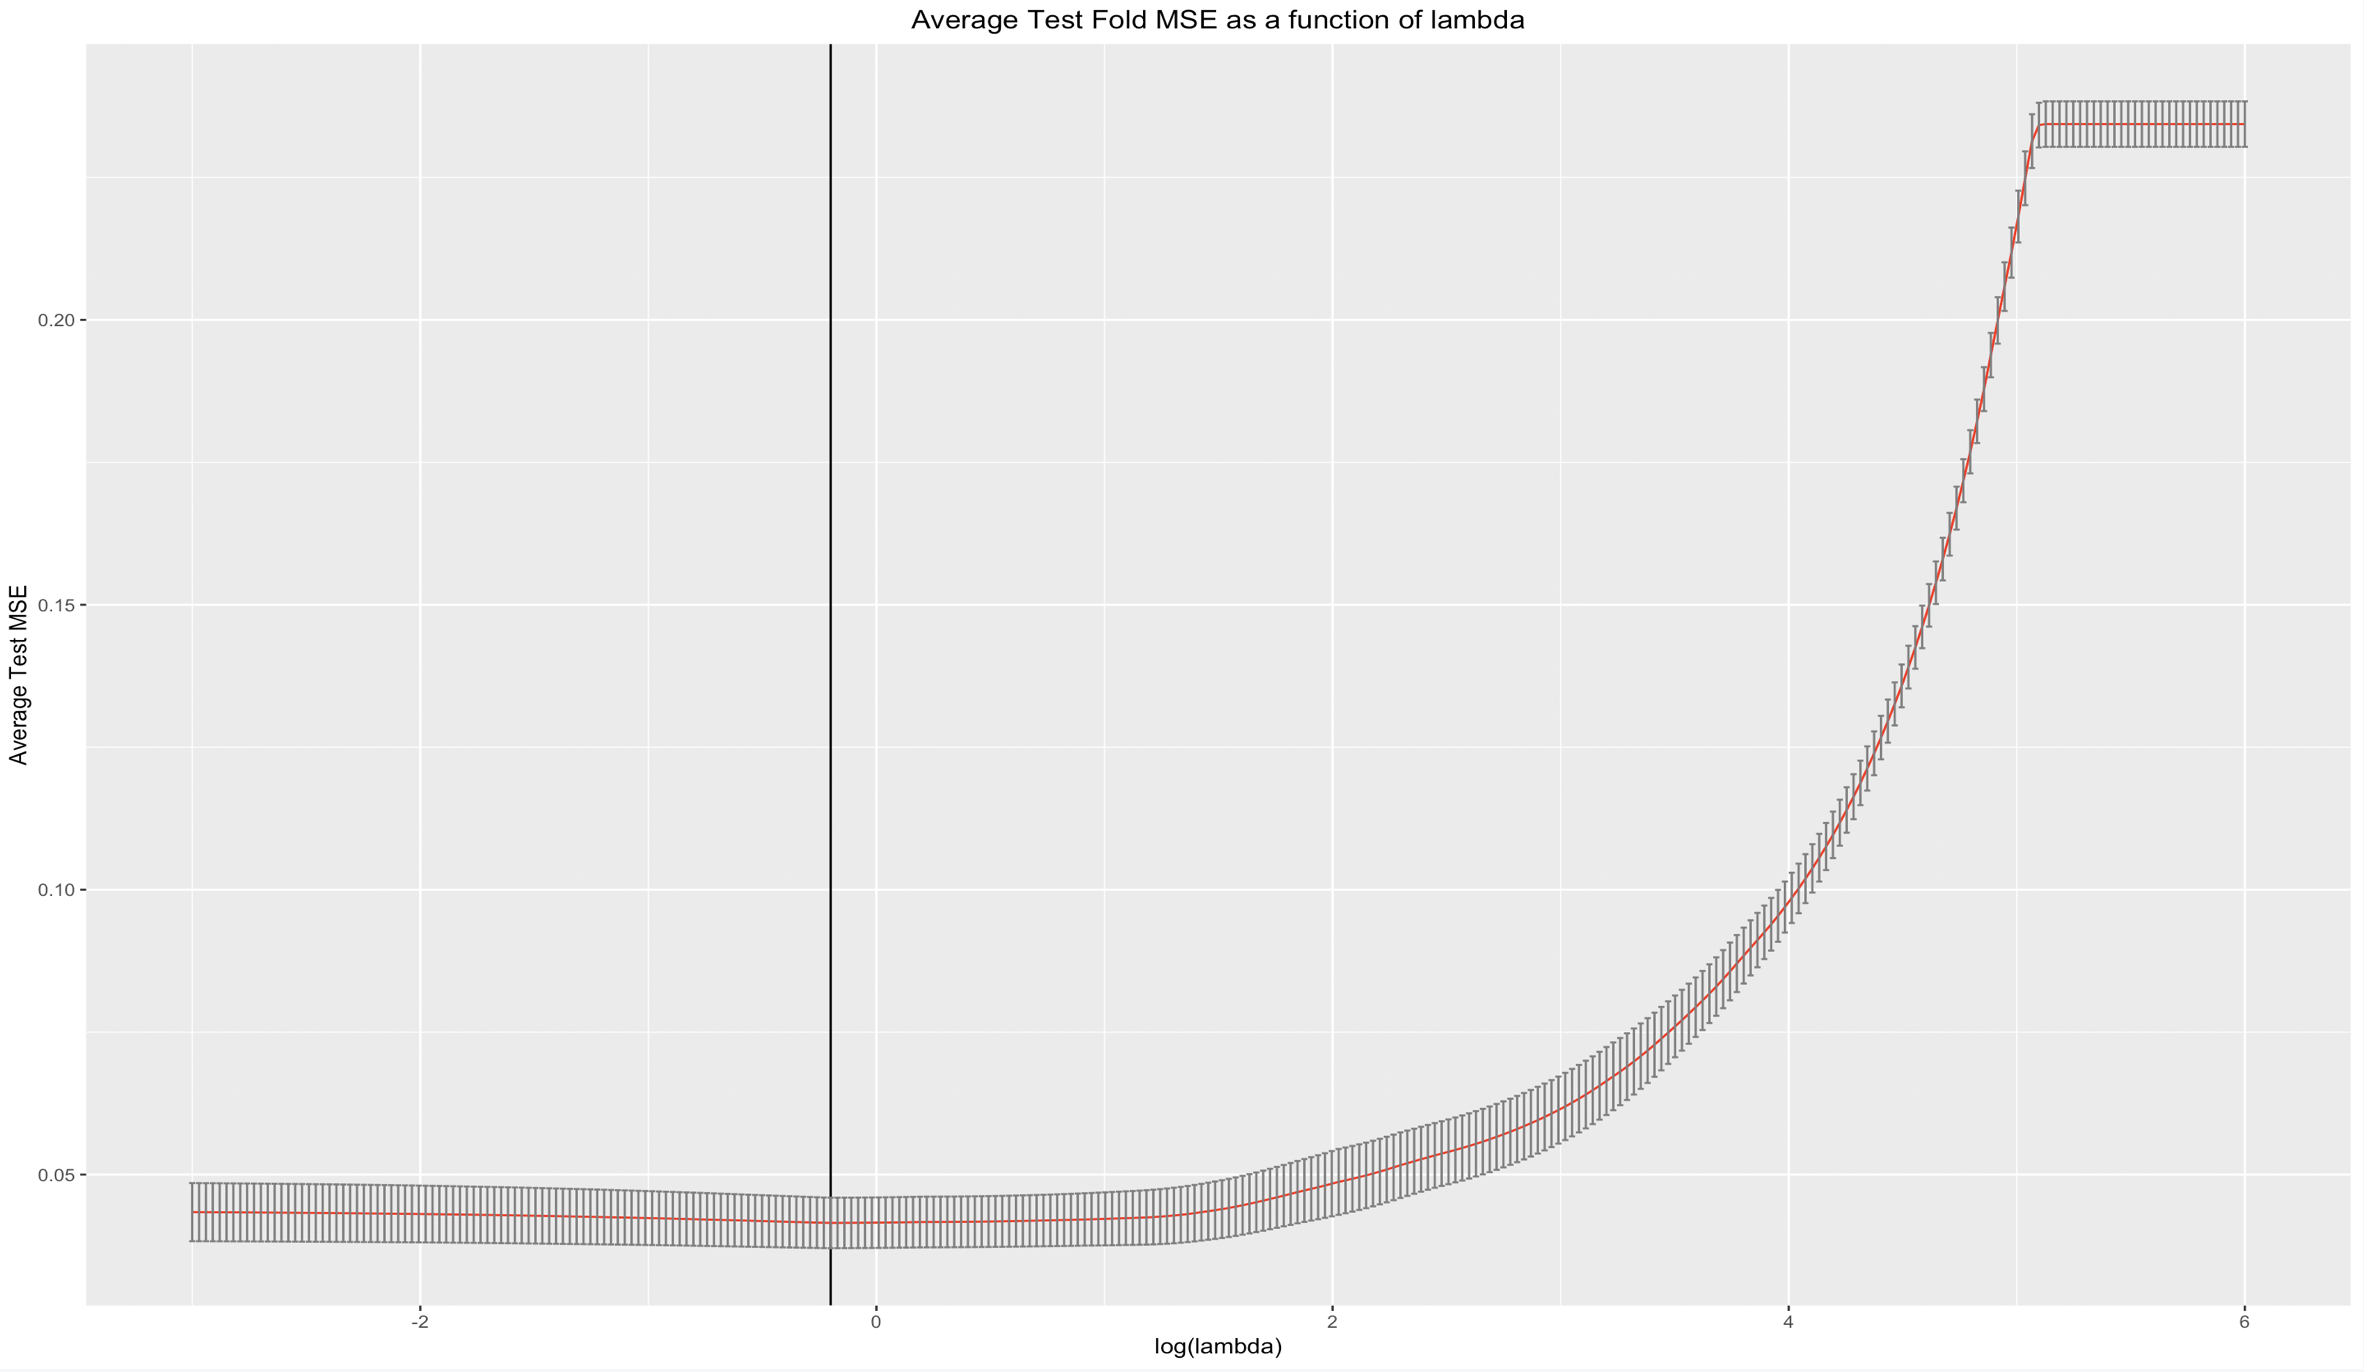 Average Test Fold MSE as a function of lambda
Average Test MSE
0.20
0.15
0.10
0.05
-2 0 2 4 6
log(lambda)